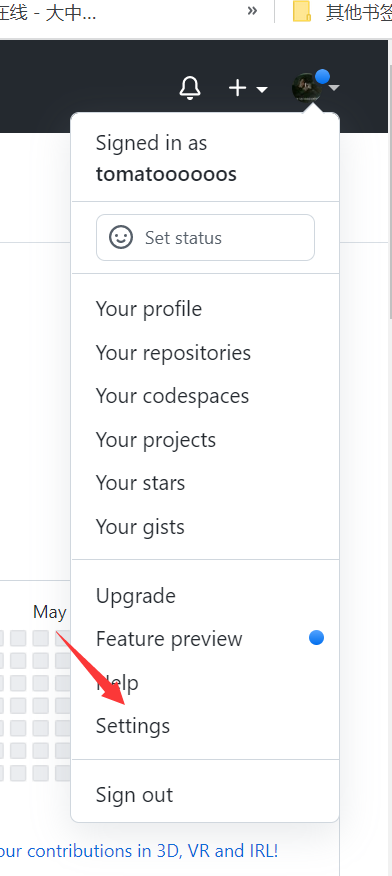 在线 - 大中...
»
其他书签
Signed in as
tomatoooooos
Set status
Your profile
Your repositories
Your codespaces
Your projects
Your stars
Your gists
Upgrade
May
Feature preview
Help
Settings
Sign out
our contributions in 3D, VR and IRL!